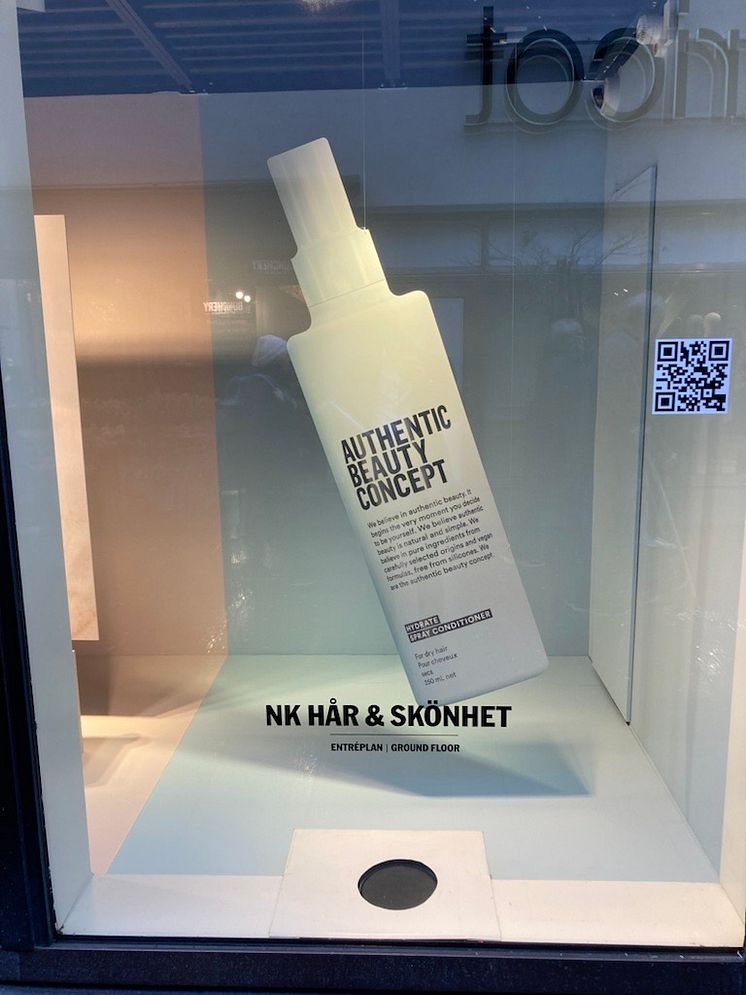 AUTHENTIC
BEAUTY
CONCEPT
We believe in authentic beauty. It
begins the very moment you decide
to be yourself. We believe authentic
beauty is natural and simple. We
believe in pure ingredients from
carefully selected origins and vegan
formulas, free from silicones. We
are the authentic beauty concept.
HYDRATE
SPRAY CONDITIONER
For dry hair
Pour cheveux
secs
150 mL net
NK HÅR & SKÖNHET
ENTRÉPLAN | GROUND FLOOR